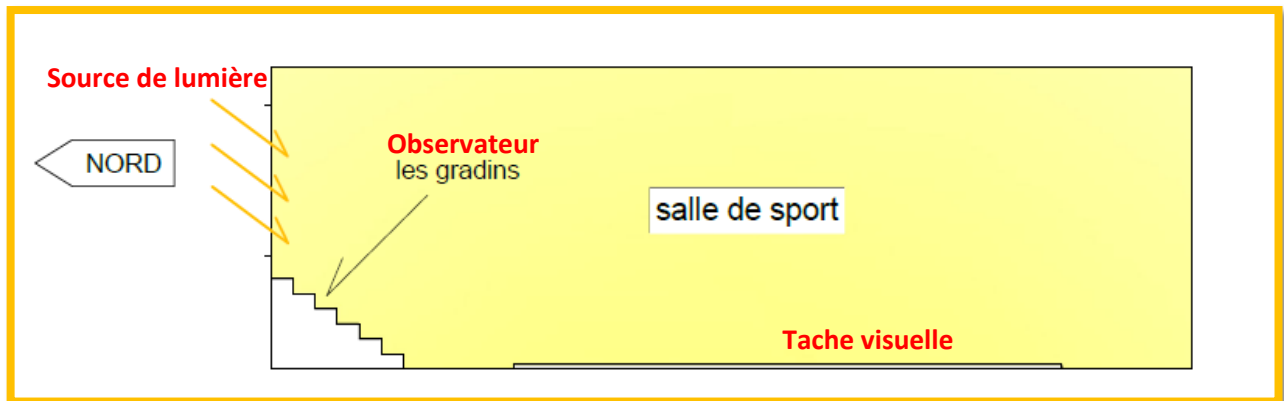 Source de lumière
Observateur
les gradins
NORD
salle de sport
Tache visuelle